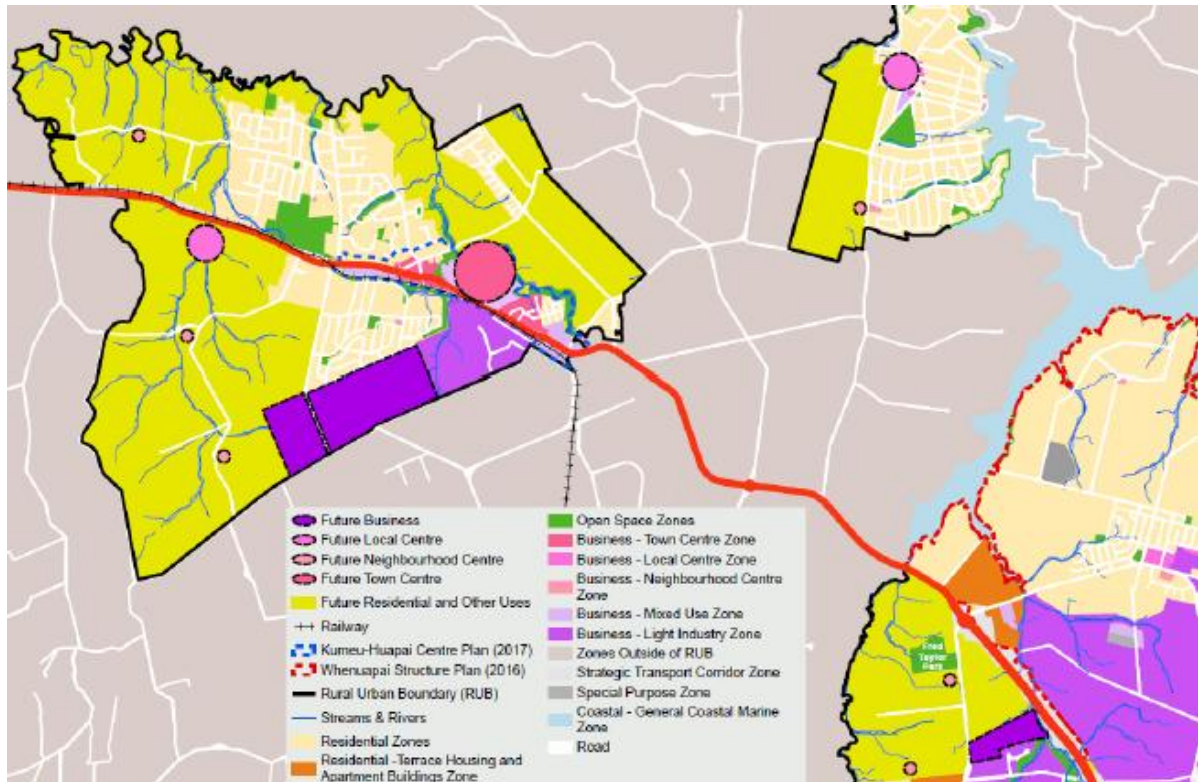 Fred
Taylor
Park
Future Business
Future Local Centre
Future Neighbourhood Centre
Future Town Centre
Future Residential and Other Uses
Railway
Kumeu-Huapai Centre Plan (2017)
Whenuapai Structure Plan (2016)
Rural Urban Boundary (RUB)
Streams & Rivers
Residential Zones
Residential -Terrace Housing and
Apartment Buildings Zone
Open Space Zones
Business - Town Centre Zone
Business - Local Centre Zone
Business - Neighbourhood Centre
Zone
Business - Mixed Use Zone
Business - Light Industry Zone
Zones Outside of RUB
Strategic Transport Corridor Zone
Special Purpose Zone
Coastal - General Coastal Marine
Zone
Road